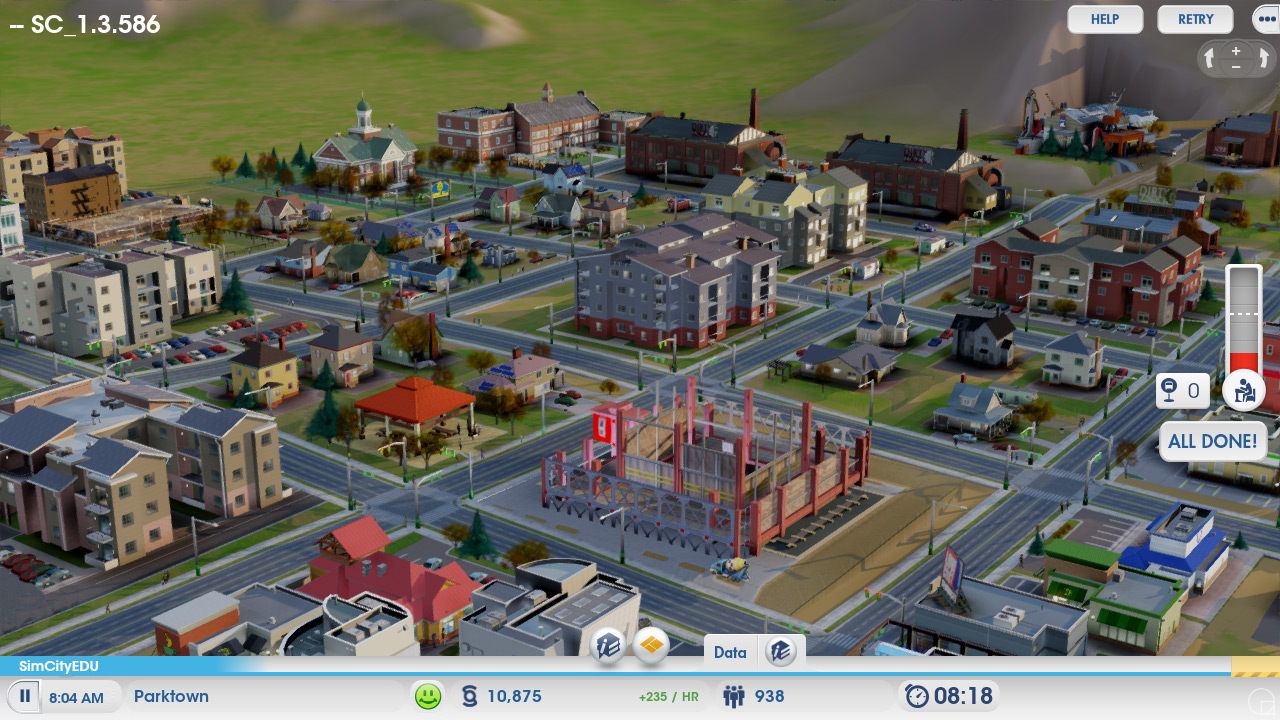 -- SC_1.3.586
HELP
RETRY
0
ALL DONE!
Data
SimCityEDU
8:04 AM
Parktown
10,875
+235 / HR
938
08:18